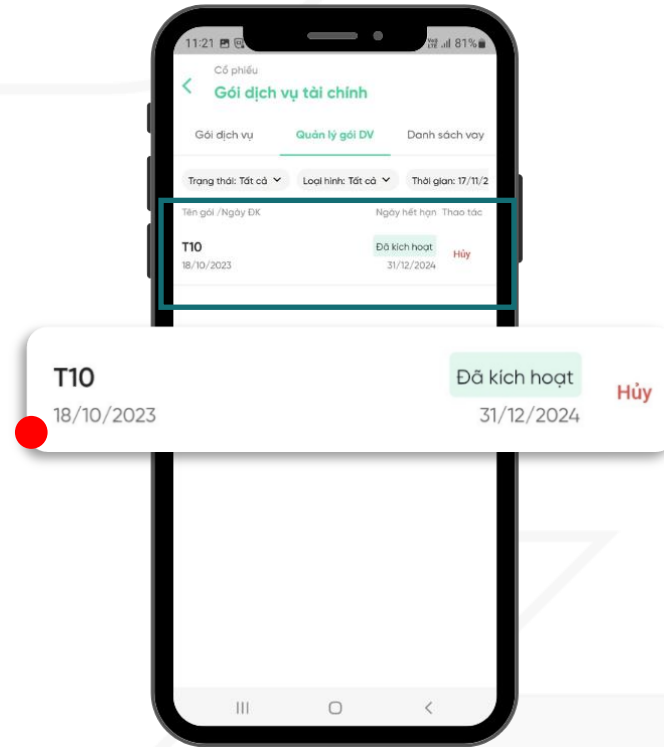 11:21 81%
Cổ phiếu
Gói dịch vụ tài chính
Gói dịch vụ Quản lý gói DV Danh sách vay
Trạng thái: Tất cả Loại hình: Tất cả Thời gian: 17/11/2
Tên gói /Ngày ĐK Ngày hết hạn Thao tác
T10 Đã kích hoạt Hủy
18/10/2023 31/12/2024
T10 Đã kích hoạt Hủy
18/10/2023 31/12/2024